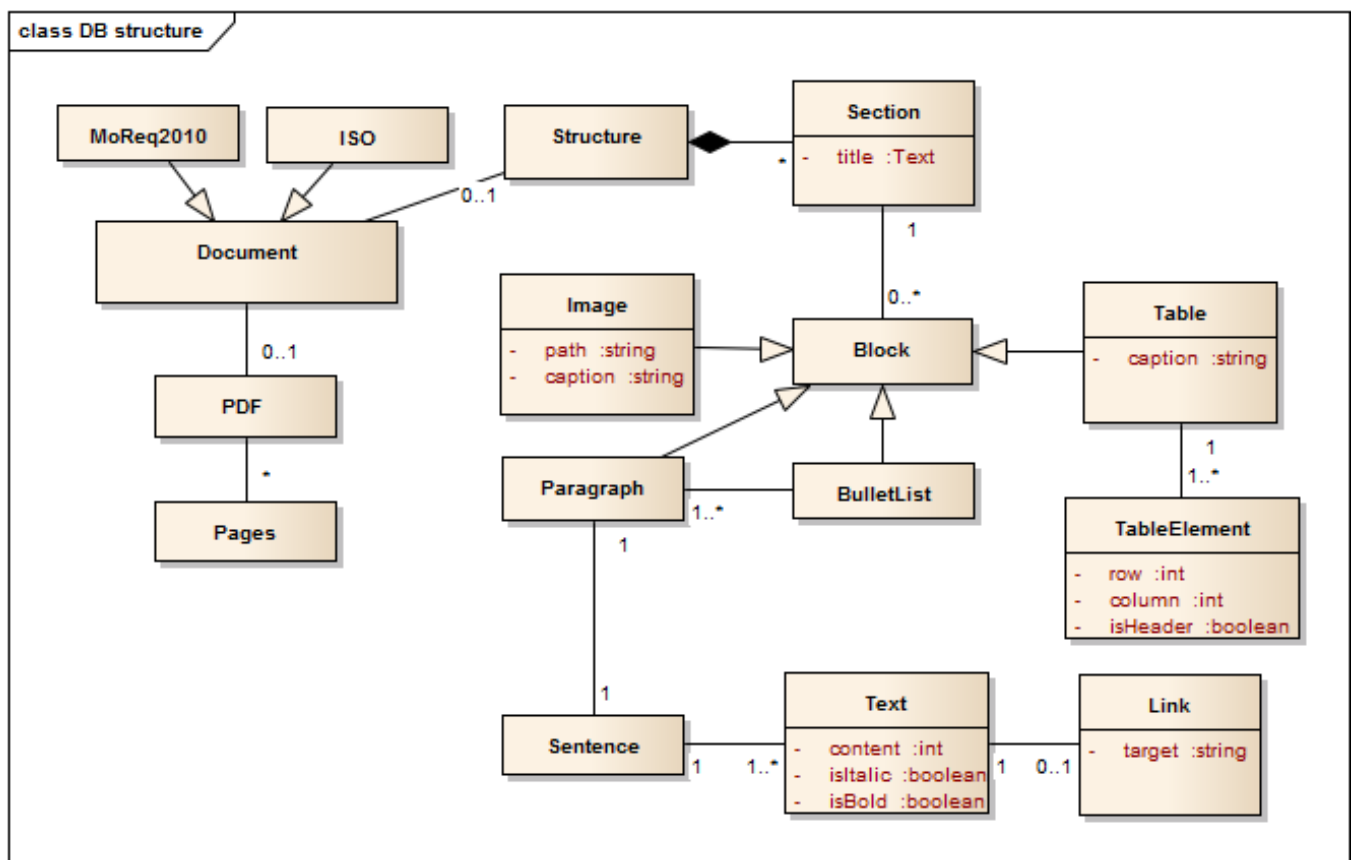 class DB structure
MoReq2010
ISO
Structure
Section
- title :Text
*
0..1
1
Document
Image
- path :string
- caption :string
0..*
Block
Table
- caption :string
0..1
PDF
*
Pages
Paragraph
1..*
BulletList
1
1..*
TableElement
- row :int
- column :int
- isHeader :boolean
1
1
Sentence
1
1..*
Text
- content :int
- isItalic :boolean
- isBold :boolean
1
0..1
Link
- target :string